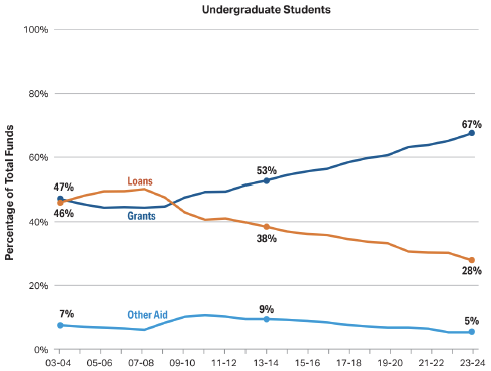 Undergraduate Students
Percentage of Total Funds
100%
80%
60%
40%
20%
0%
47%
46%
Loans
Grants
53%
38%
67%
28%
7%
Other Aid
9%
5%
03-04 05-06 07-08 09-10 11-12 13-14 15-16 17-18 19-20 21-22 23-24